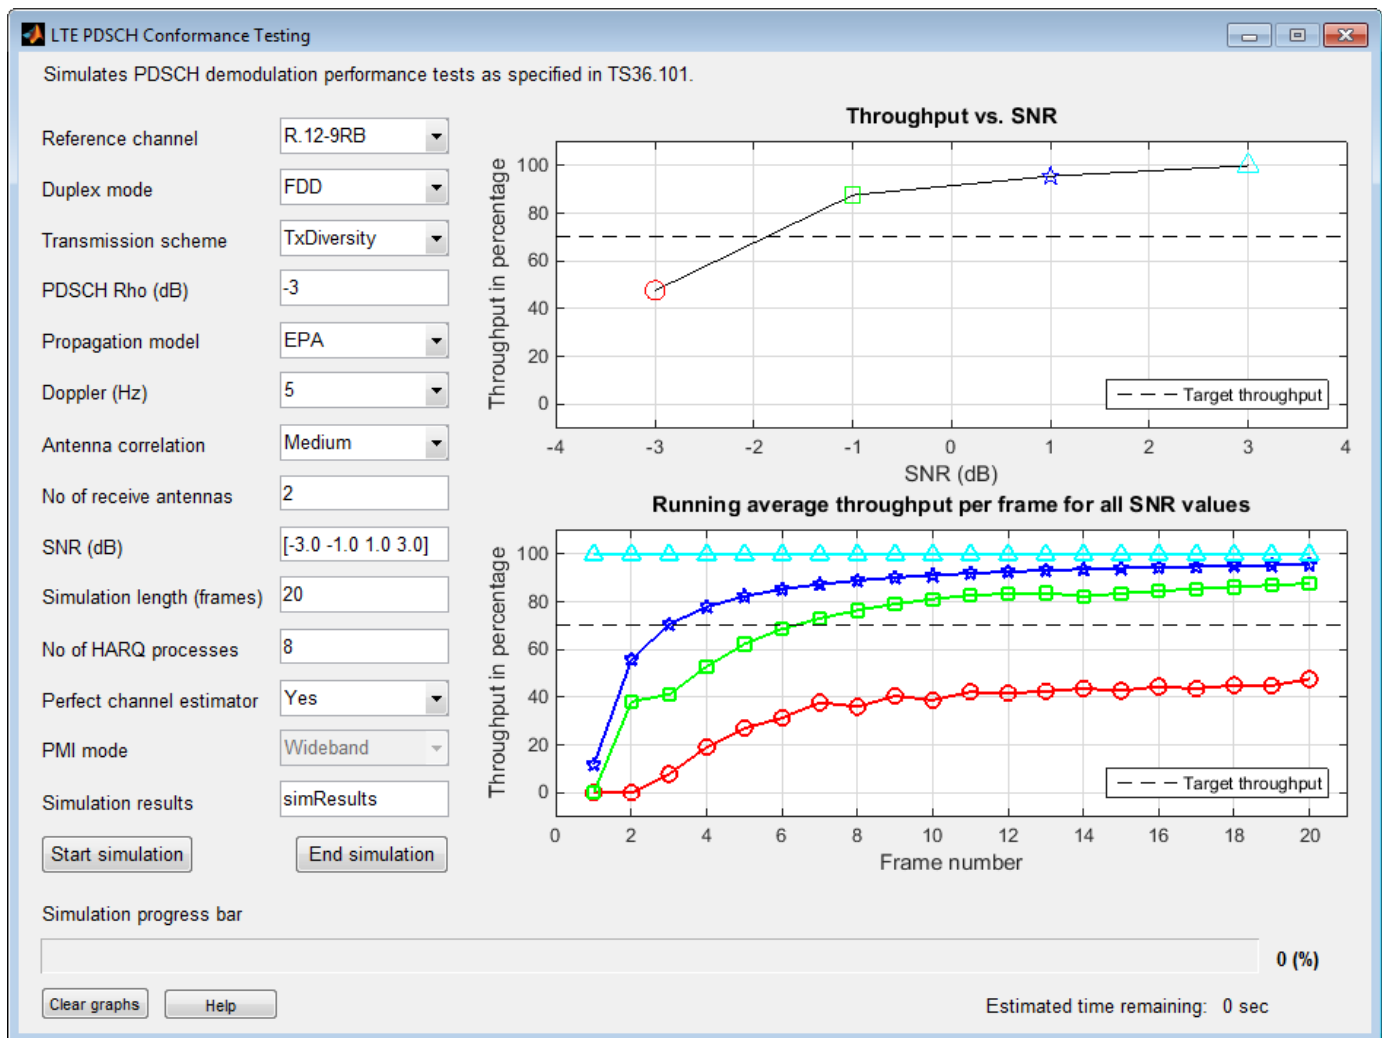 LTE PDSCH Conformance Testing
Simulates PDSCH demodulation performance tests as specified in TS36.101.
Reference channel R.12-9RB
Duplex mode FDD
Transmission scheme TxDiversity
PDSCH Rho (dB) -3
Propagation model EPA
Doppler (Hz) 5
Antenna correlation Medium
No of receive antennas 2
SNR (dB) [-3.0 -1.0 1.0 3.0]
Simulation length (frames) 20
No of HARQ processes 8
Perfect channel estimator Yes
PMI mode Wideband
Simulation results simResults
Start simulation End simulation
Throughput vs. SNR
Throughput in percentage
100
80
60
40
20
0
Target throughput
-4 -3 -2 -1 0 1 2 3 4
SNR (dB)
Running average throughput per frame for all SNR values
Throughput in percentage
100
80
60
40
20
0
Target throughput
0 2 4 6 8 10 12 14 16 18 20
Frame number
Simulation progress bar
0 (%)
Clear graphs Help
Estimated time remaining: 0 sec